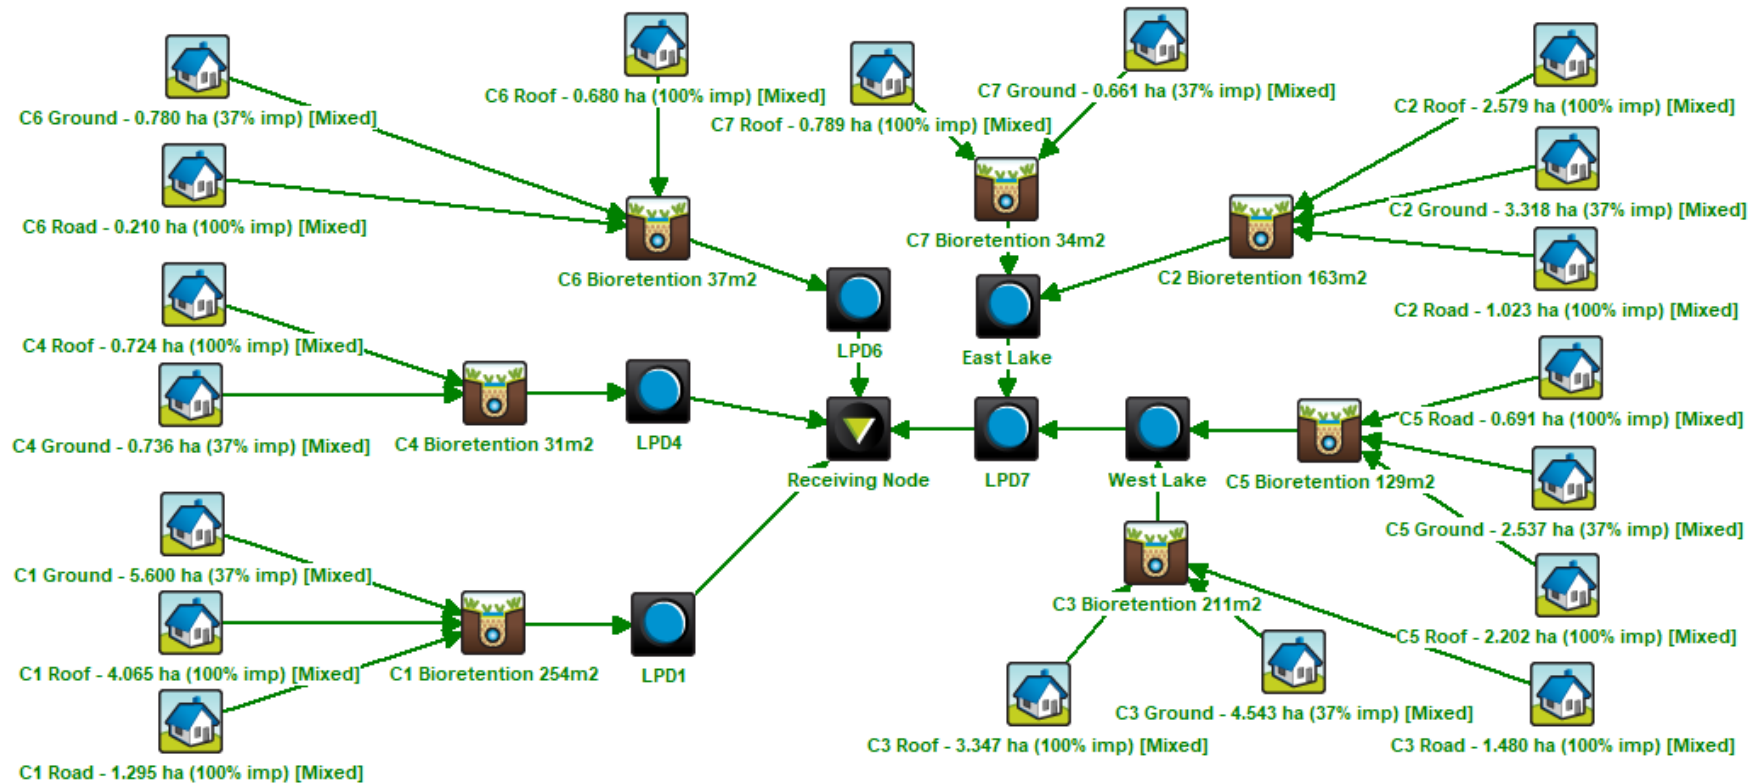 C6 Ground - 0.780 ha (37% imp) [Mixed]
C6 Roof - 0.680 ha (100% imp) [Mixed]
C7 Roof - 0.789 ha (100% imp) [Mixed]
C7 Ground - 0.661 ha (37% imp) [Mixed]
C2 Roof - 2.579 ha (100% imp) [Mixed]
C6 Road - 0.210 ha (100% imp) [Mixed]
C6 Bioretention 37m2
C7 Bioretention 34m2
C2 Bioretention 163m2
C2 Ground - 3.318 ha (37% imp) [Mixed]
C2 Road - 1.023 ha (100% imp) [Mixed]
C4 Roof - 0.724 ha (100% imp) [Mixed]
LPD6
East Lake
C4 Ground - 0.736 ha (37% imp) [Mixed]
C4 Bioretention 31m2
LPD4
Receiving Node
LPD7
West Lake
C5 Bioretention 129m2
C5 Road - 0.691 ha (100% imp) [Mixed]
C5 Ground - 2.537 ha (37% imp) [Mixed]
C1 Ground - 5.600 ha (37% imp) [Mixed]
C3 Bioretention 211m2
C5 Roof - 2.202 ha (100% imp) [Mixed]
C1 Roof - 4.065 ha (100% imp) [Mixed]
C1 Bioretention 254m2
LPD1
C3 Ground - 4.543 ha (37% imp) [Mixed]
C3 Roof - 3.347 ha (100% imp) [Mixed]
C3 Road - 1.480 ha (100% imp) [Mixed]
C1 Road - 1.295 ha (100% imp) [Mixed]